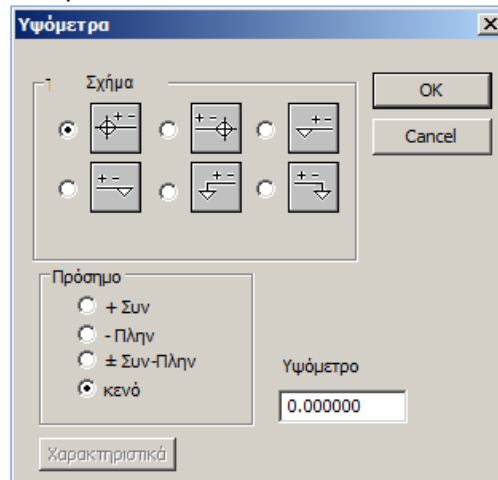 Υψόμετρα
Σχήμα
OK
Cancel
+ -
+ -
+ -
+ -
+ -
+ -
Πρόσημο
+ Συν
- Πλην
± Συν-Πλην
κενό
Υψόμετρο
0.000000
Χαρακτηριστικά